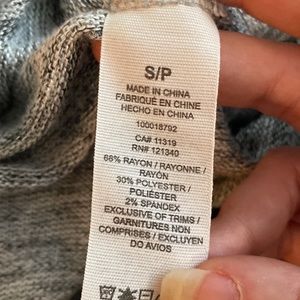 S/P
MADE IN CHINA
FABRIQUÉ EN CHINE
HECHO EN CHINA
100018792
CA# 11319
RN# 121340
68% RAYON / RAYONNE /
RAYÓN
30% POLYESTER /
POLIÉSTER
2% SPANDEX
EXCLUSIVE OF TRIMS /
GARNITURES NON
COMPRISES / EXCLUYEN
DO AVIOS